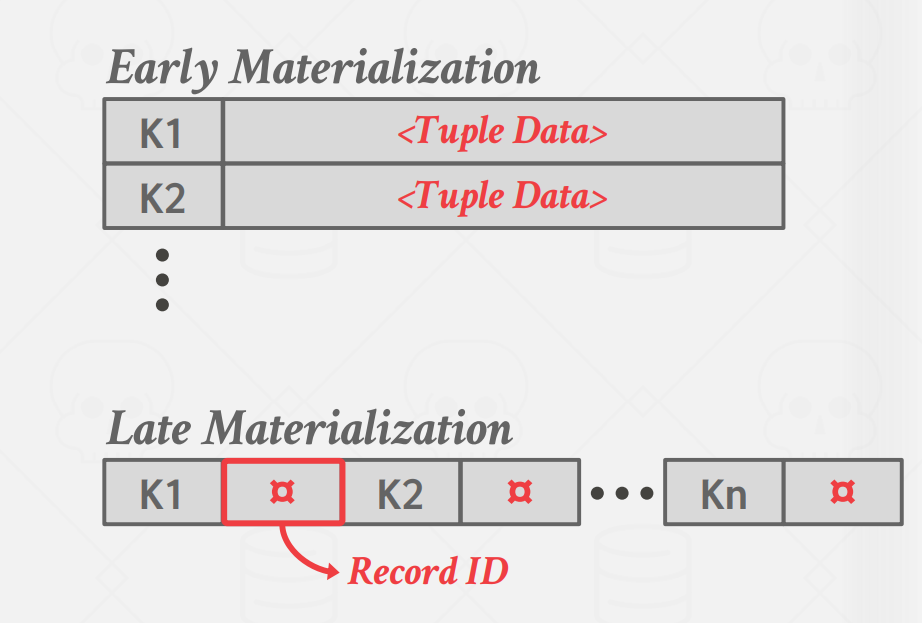 Early Materialization
K1 <Tuple Data>
K2 <Tuple Data>
Late Materialization
K1 ¤ K2 ¤ ••• Kn ¤
Record ID